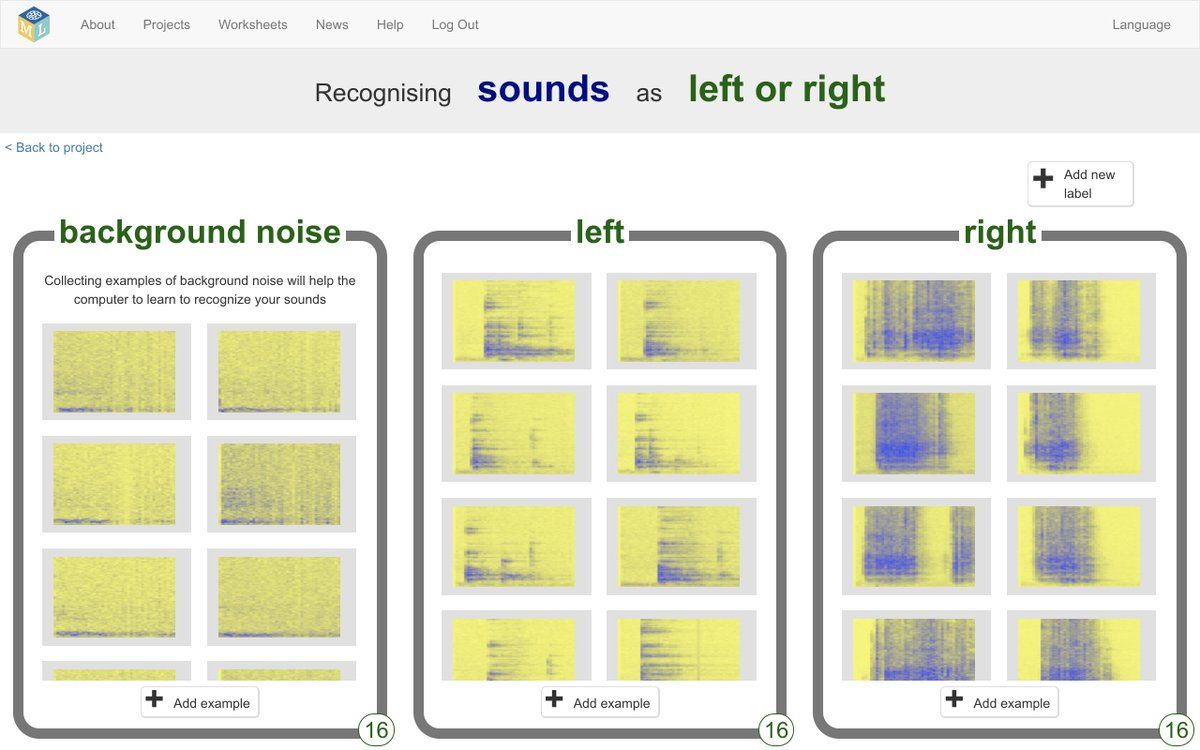 M L
About Projects Worksheets News Help Log Out Language
Recognising sounds as left or right
< Back to project
Add new
label
background noise
Collecting examples of background noise will help the
computer to learn to recognize your sounds
Add example
16
left
Add example
16
right
Add example
16